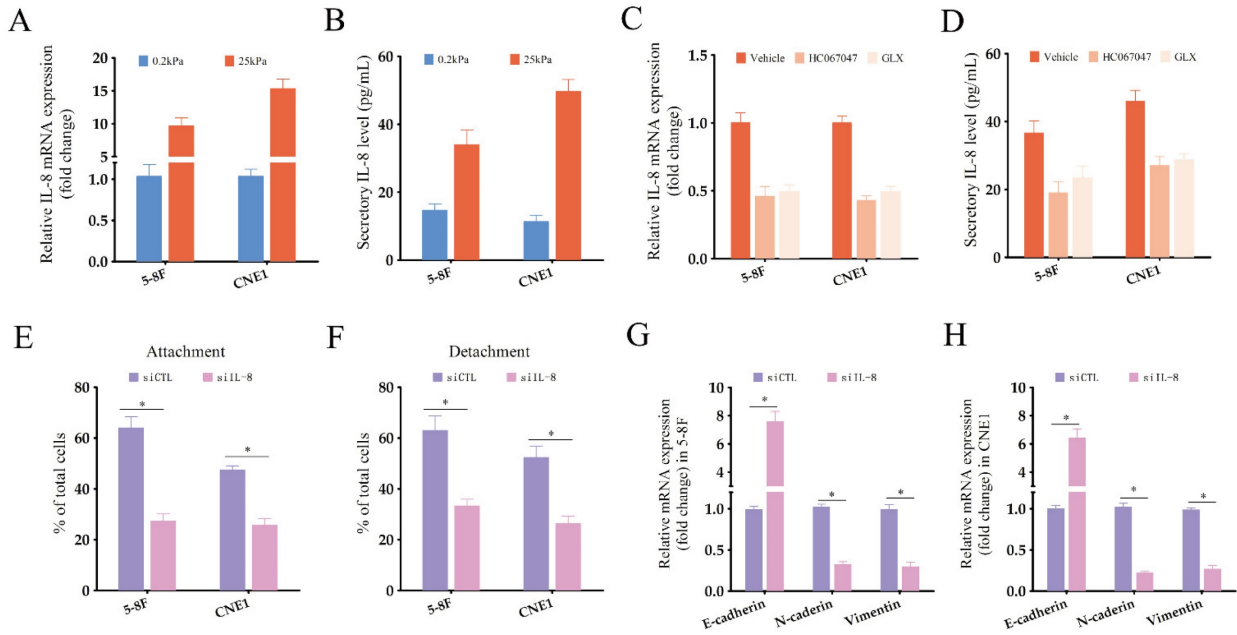 A
Relative IL-8 mRNA expression
(fold change)
0.2kPa 25kPa
20
15
10
5
1.0
0.5
0.0
5-8F CNE1
B
Secretory IL-8 level (pg/mL)
0.2kPa 25kPa
60
40
20
0
5-8F CNE1
C
Relative IL-8 mRNA expression
(fold change)
Vehicle HC067047 GLX
1.5
1.0
0.5
0.0
5-8F CNE1
D
Secretory IL-8 level (pg/mL)
Vehicle HC067047 GLX
60
40
20
0
5-8F CNE1
E
Attachment
siCTL siIL-8
% of total cells
80
60
40
20
0
* *
5-8F CNE1
F
Detachment
siCTL siIL-8
% of total cells
80
60
40
20
0
* *
5-8F CNE1
G
Relative mRNA expression
(fold change) in 5-8F
siCTL siIL-8
10
8
6
4
2
1.0
0.5
0.0
* * *
E-cadherin N-caderin Vimentin
H
Relative mRNA expression
(fold change) in CNE1
siCTL siIL-8
10
8
6
4
2
1.0
0.5
0.0
* * *
E-cadherin N-caderin Vimentin